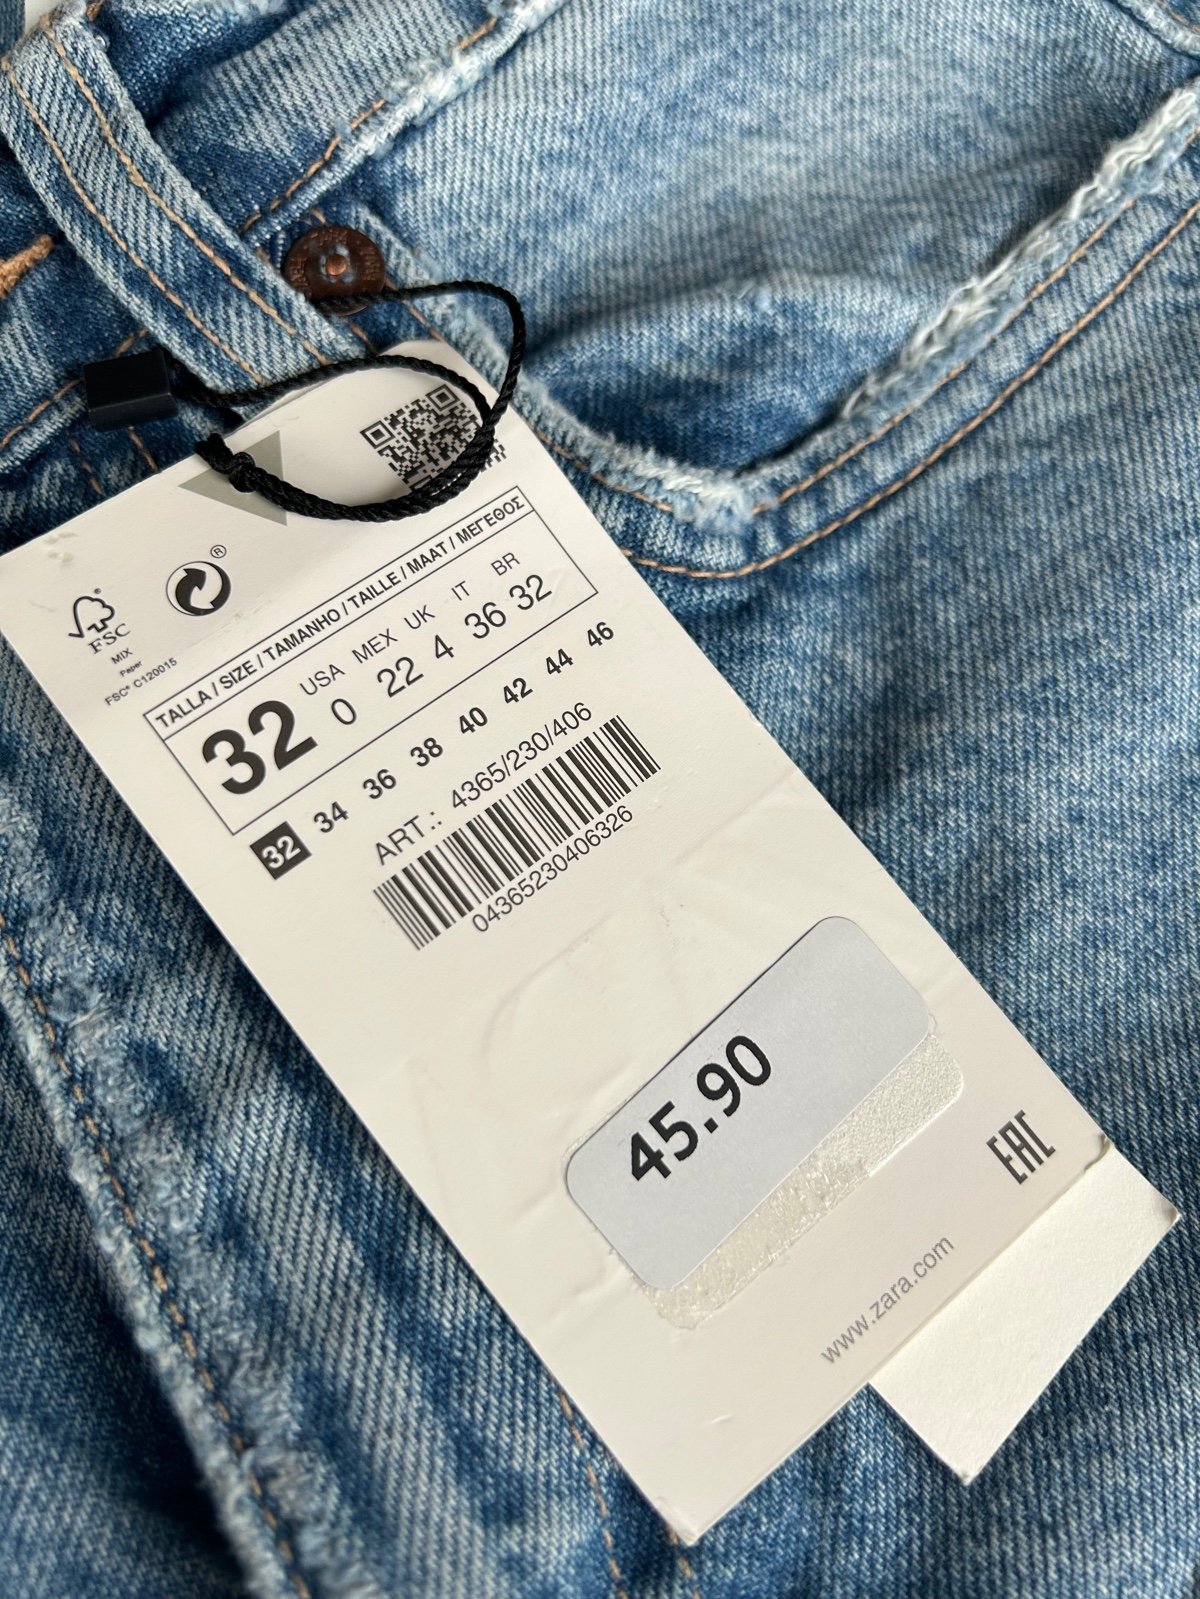 FSC®
MIX
Paper
FSC® C120015
®
TALLA / SIZE / TAMANHO / TAILLE / MAAT / ΜΕΓΕΘΟΣ
USA MEX UK IT BR
32 0 22 4 36 32
32 34 36 38 40 42 44 46
ART.: 4365/230/406
04365230406326
45.90
EAC
www.zara.com